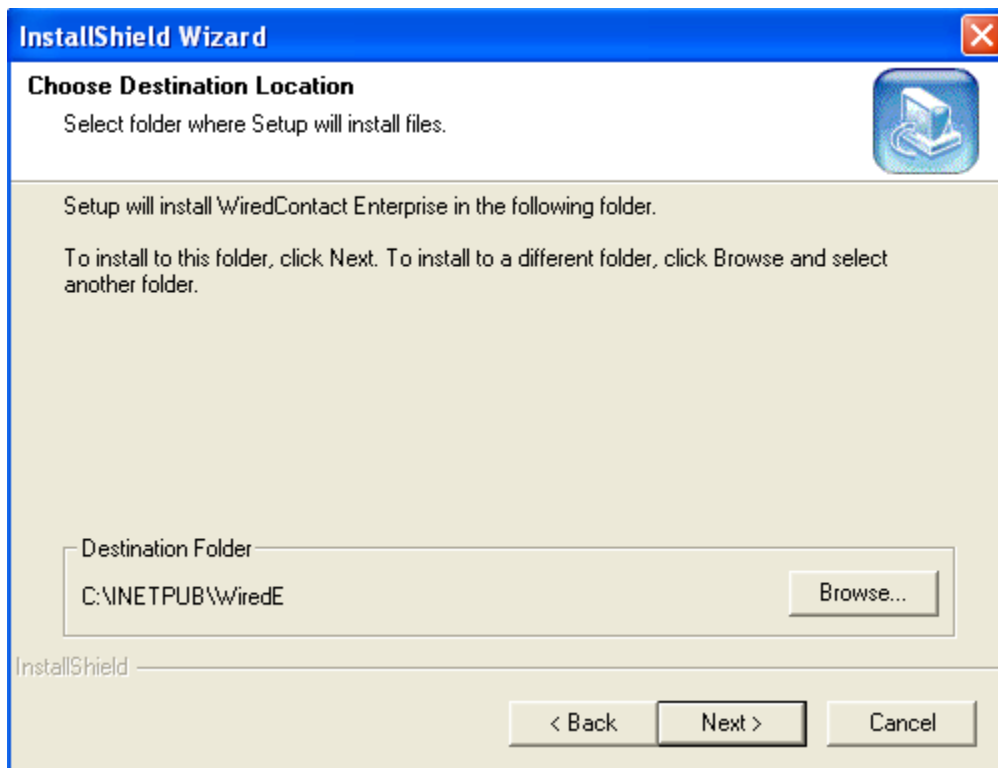 InstallShield Wizard
Choose Destination Location
Select folder where Setup will install files.
Setup will install WiredContact Enterprise in the following folder.
To install to this folder, click Next. To install to a different folder, click Browse and select
another folder.
Destination Folder
C:\INETPUB\WiredE
Browse...
InstallShield
< Back
Next >
Cancel